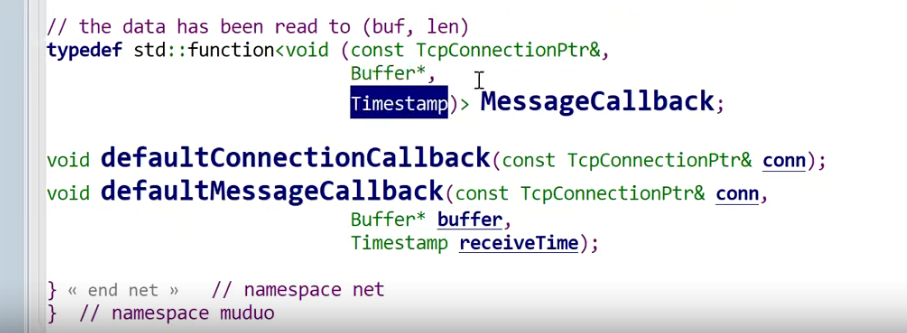 // the data has been read to (buf, len)
typedef std::function<void (const TcpConnectionPtr&,
Buffer*,
Timestamp)> MessageCallback;
void defaultConnectionCallback(const TcpConnectionPtr& conn);
void defaultMessageCallback(const TcpConnectionPtr& conn,
Buffer* buffer,
Timestamp receiveTime);
} « end net » // namespace net
} // namespace muduo